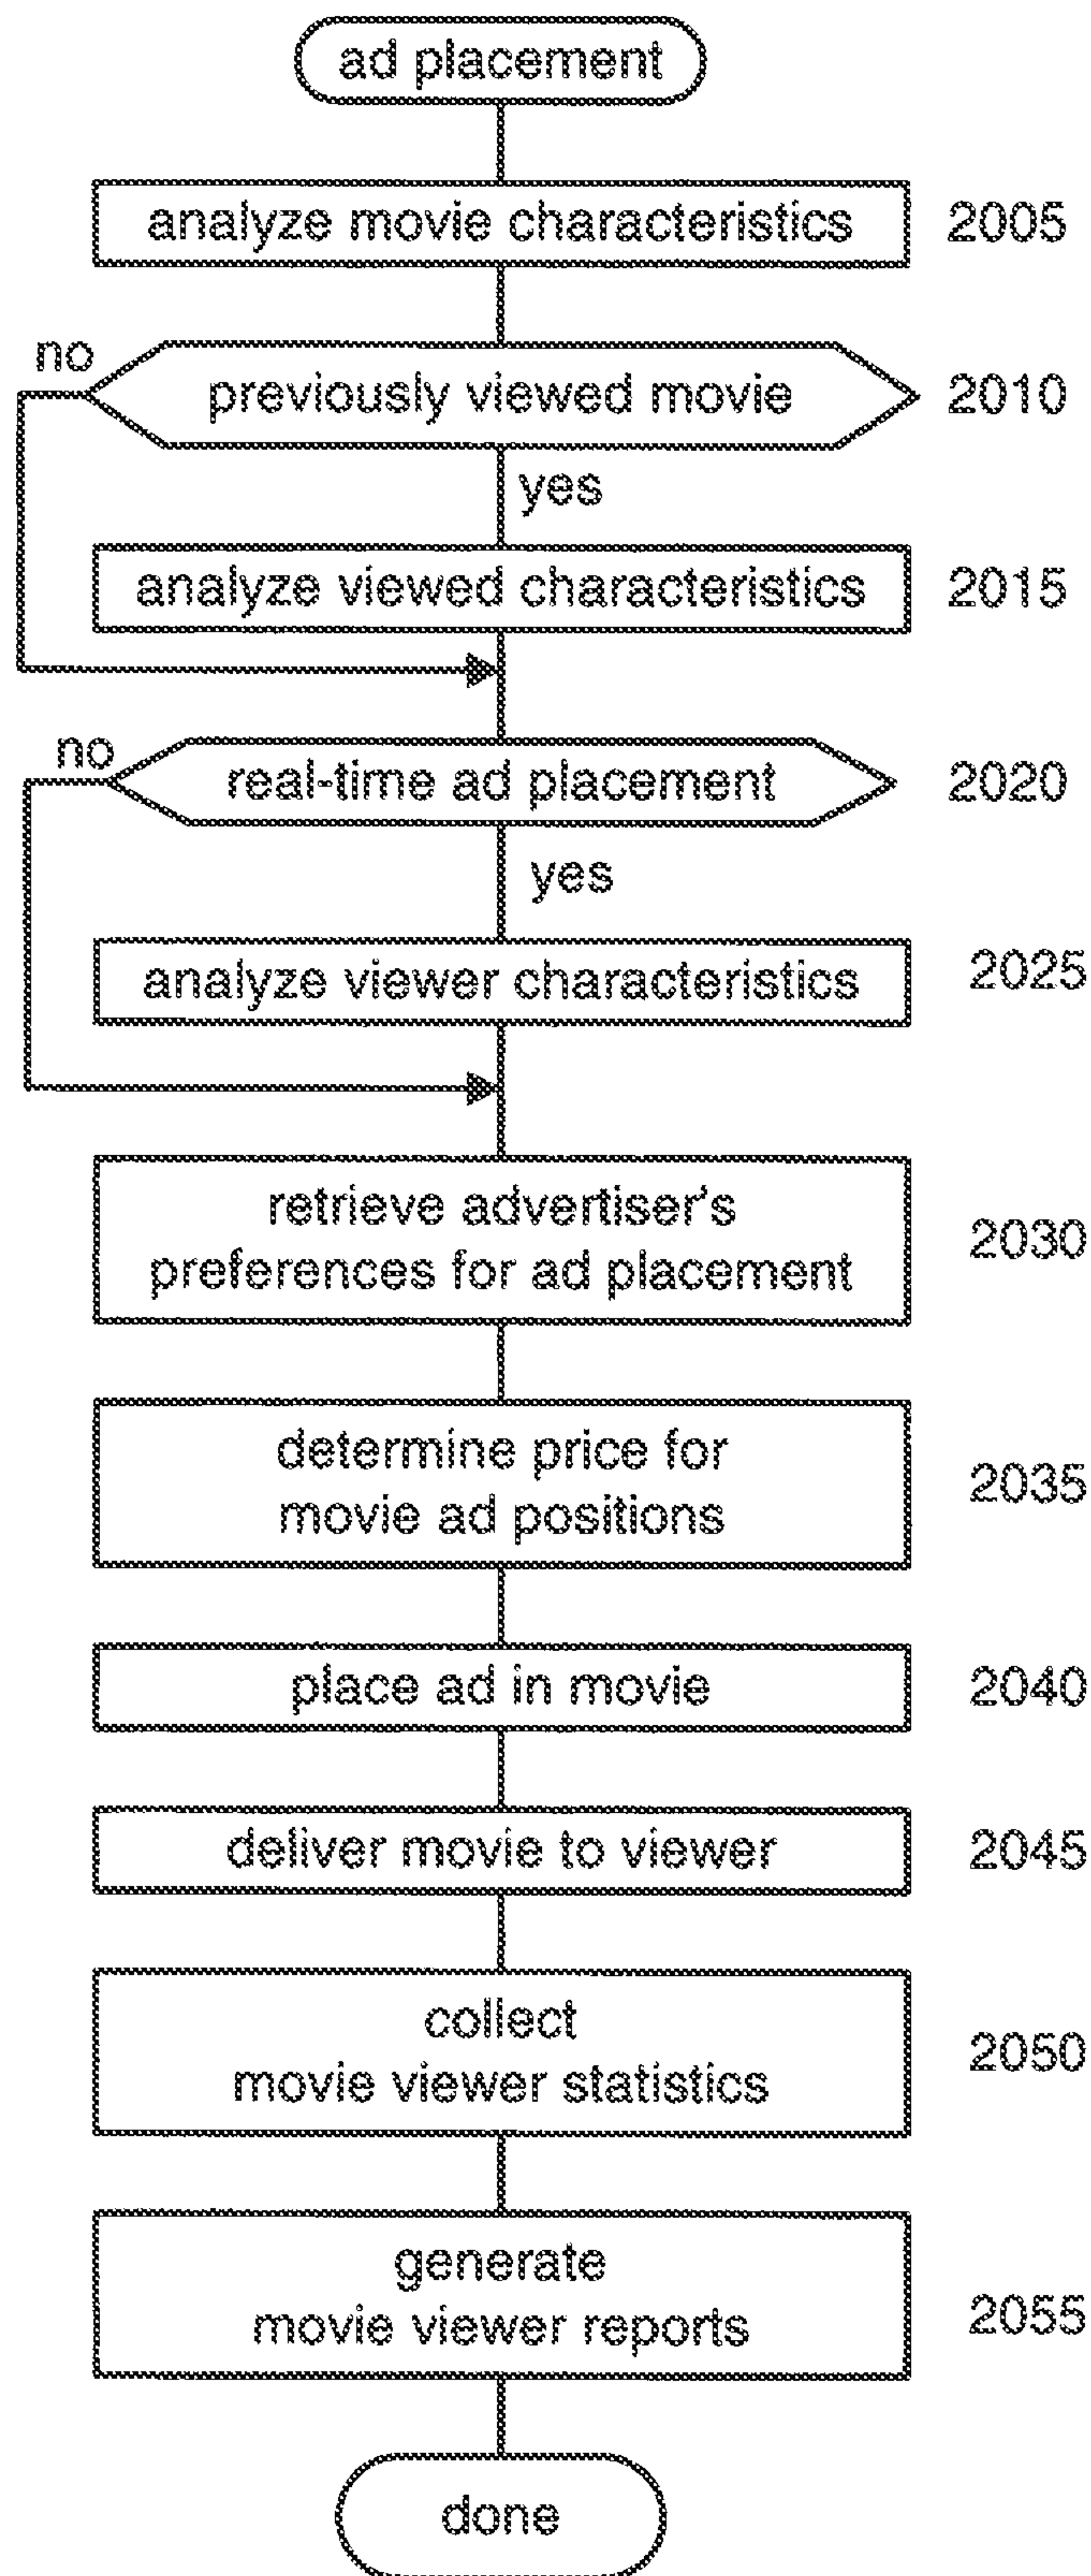 ad placement
analyze movie characteristics 2005
no
previously viewed movie 2010
yes
analyze viewed characteristics 2015
no
real-time ad placement 2020
yes
analyze viewer characteristics 2025
retrieve advertiser's
preferences for ad placement
2030
determine price for
movie ad positions
2035
place ad in movie 2040
deliver movie to viewer 2045
collect
movie viewer statistics
2050
generate
movie viewer reports
2055
done